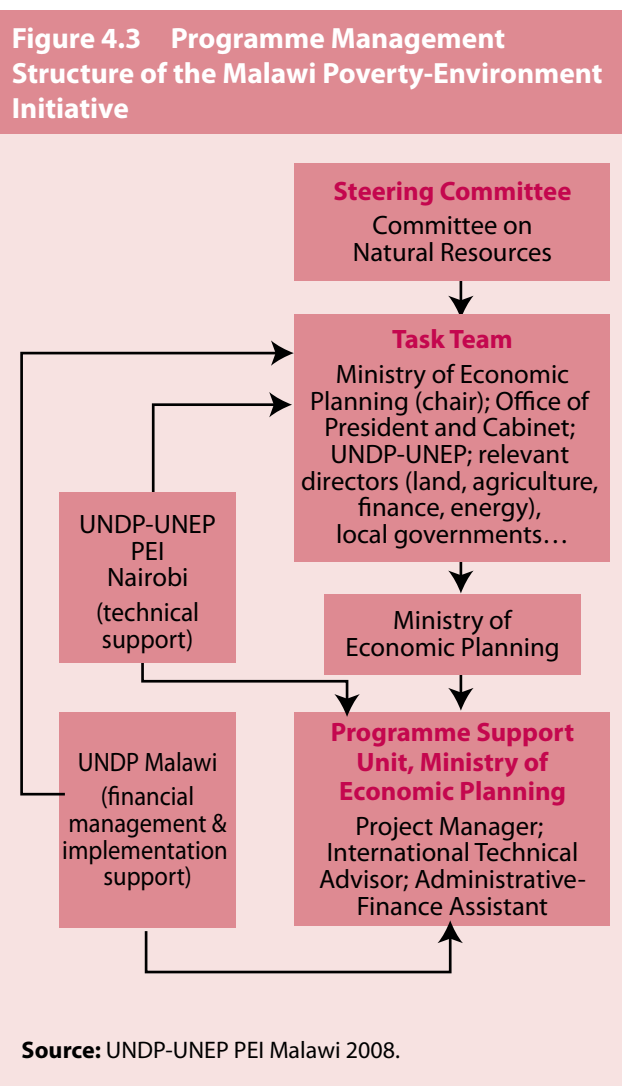 Figure 4.3 Programme Management
Structure of the Malawi Poverty-Environment
Initiative
Steering Committee
Committee on
Natural Resources
Task Team
Ministry of Economic
Planning (chair); Office of
President and Cabinet;
UNDP-UNEP; relevant
directors (land, agriculture,
finance, energy),
local governments…
UNDP-UNEP
PEI
Nairobi
(technical
support)
Ministry of
Economic Planning
UNDP Malawi
(financial
management &
implementation
support)
Programme Support
Unit, Ministry of
Economic Planning
Project Manager;
International Technical
Advisor; Administrative-
Finance Assistant
Source: UNDP-UNEP PEI Malawi 2008.